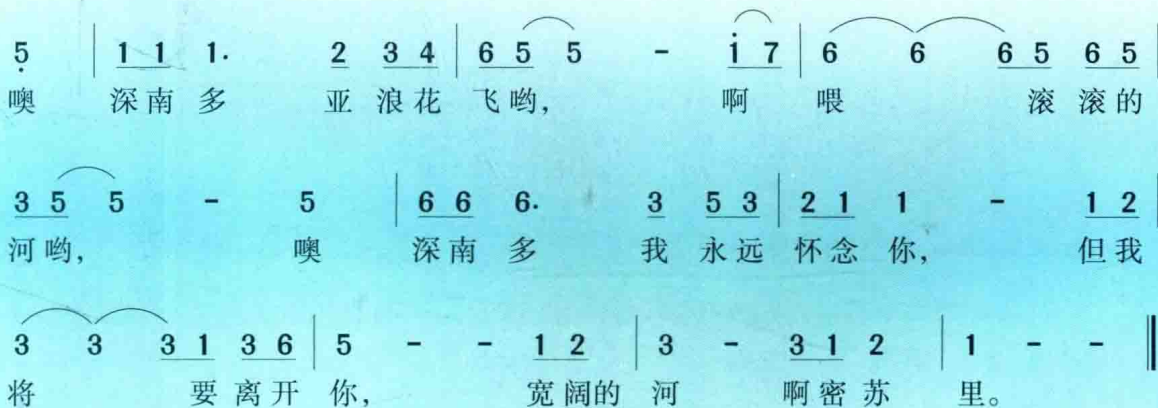 5̣ | 1 1 1. 2 3 4 | 6 5 5 - i̇ 7 | 6 6 6 5 6 5 |
噢 深南多 亚浪花 飞哟, 啊 喂 滚滚的
3 5 5 - 5 | 6 6 6. 3 5 3 | 2 1 1 - 1 2 |
河哟, 噢 深南多 我永远 怀念你, 但我
3 3 3 1 3 6 | 5 - - 1 2 | 3 - 3 1 2 | 1 - - ‖
将 要离开 你, 宽阔的 河 啊密苏 里。